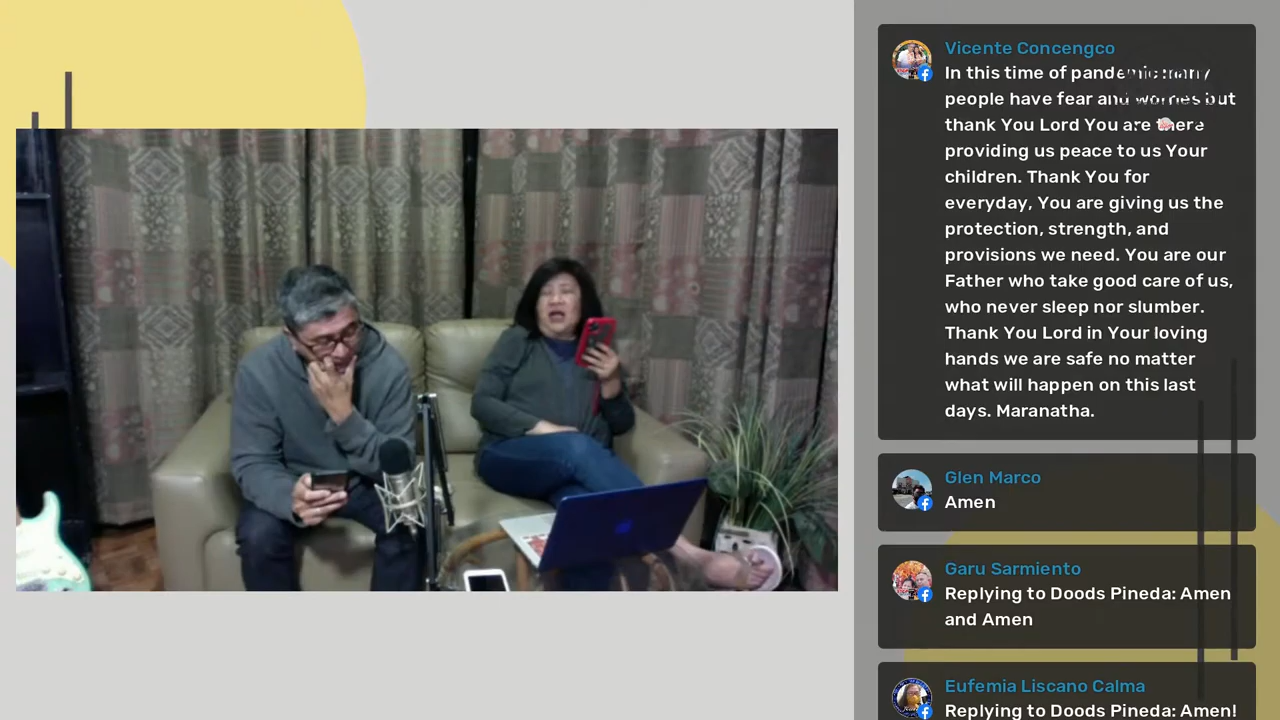 Vicente Concengco
In this time of pandemic many
people have fear and worries but
thank You Lord You are there
providing us peace to us Your
children. Thank You for
everyday, You are giving us the
protection, strength, and
provisions we need. You are our
Father who take good care of us,
who never sleep nor slumber.
Thank You Lord in Your loving
hands we are safe no matter
what will happen on this last
days. Maranatha.
Glen Marco
Amen
Garu Sarmiento
Replying to Doods Pineda: Amen
and Amen
Eufemia Liscano Calma
Replying to Doods Pineda: Amen!